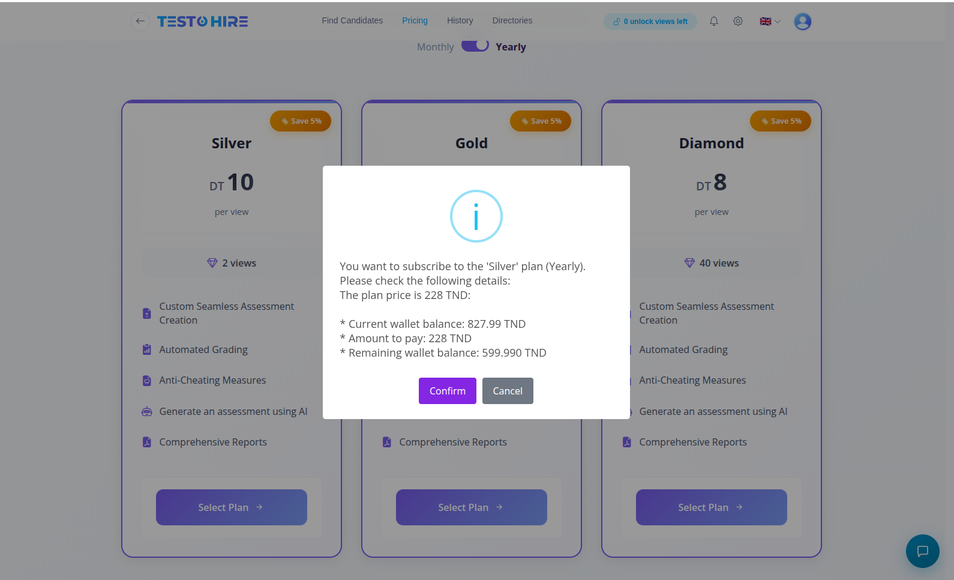 TESTOHIRE
Find Candidates
Pricing
History
Directories
0 unlock views left
Monthly
Yearly
Save 5%
Silver
DT 10
per view
2 views
Custom Seamless Assessment
Creation
Automated Grading
Anti-Cheating Measures
Generate an assessment using AI
Comprehensive Reports
Select Plan
Save 5%
Gold
Comprehensive Reports
Select Plan
Save 5%
Diamond
DT 8
per view
40 views
Custom Seamless Assessment
Creation
Automated Grading
Anti-Cheating Measures
Generate an assessment using AI
Comprehensive Reports
Select Plan
You want to subscribe to the 'Silver' plan (Yearly).
Please check the following details:
The plan price is 228 TND:
* Current wallet balance: 827.99 TND
* Amount to pay: 228 TND
* Remaining wallet balance: 599.990 TND
Confirm
Cancel